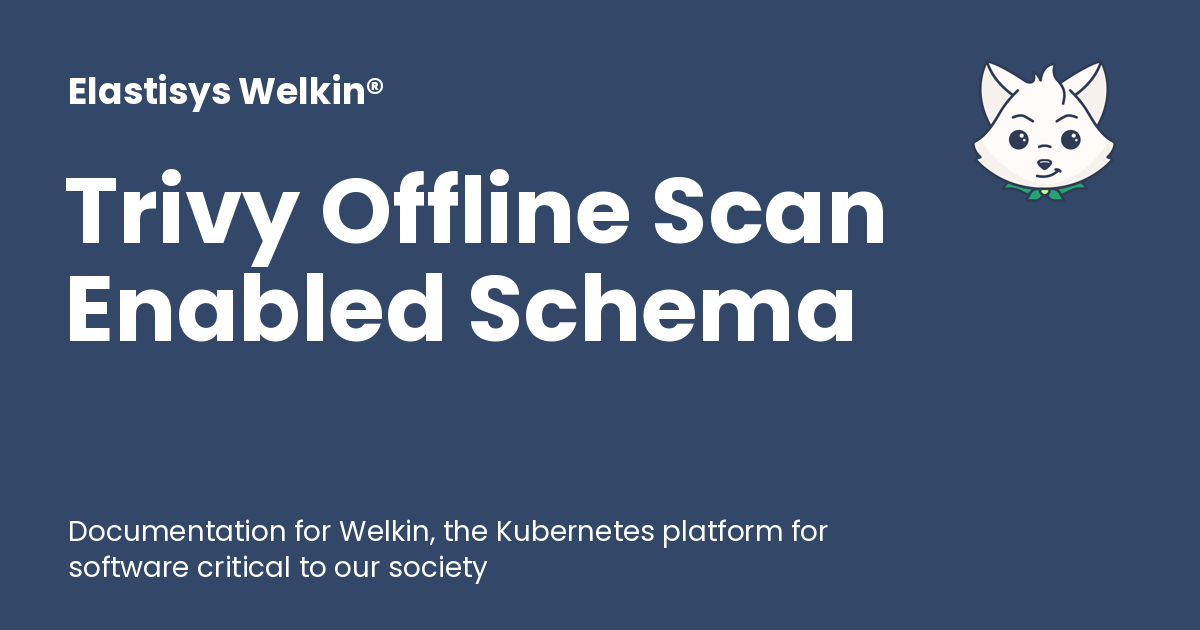 Elastisys Welkin®
Trivy Offline Scan
Enabled Schema
Documentation for Welkin, the Kubernetes platform for
software critical to our society